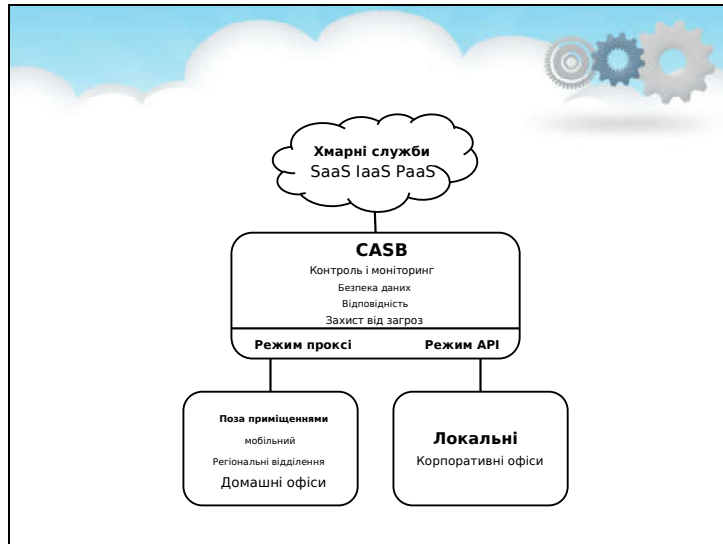 Хмарні служби
SaaS IaaS PaaS
CASB
Контроль і моніторинг
Безпека даних
Відповідність
Захист від загроз
Режим проксі Режим API
Поза приміщеннями
мобільний
Регіональні відділення
Домашні офіси
Локальні
Корпоративні офіси